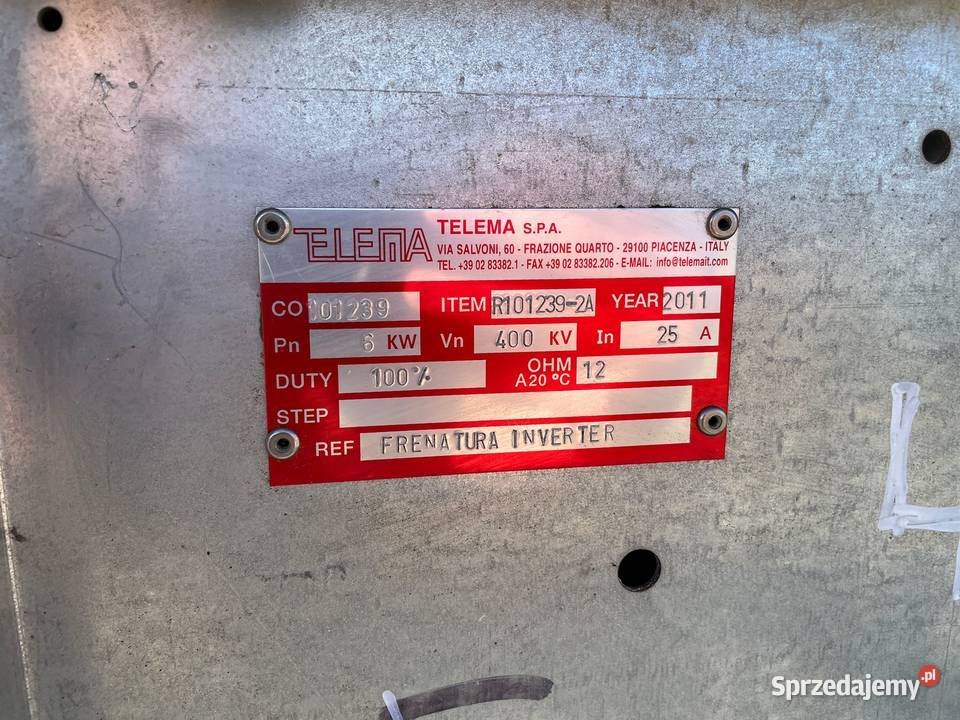 TELEMA
TELEMA S.P.A.
VIA SALVONI, 60 - FRAZIONE QUARTO - 29100 PIACENZA - ITALY
TEL. +39 02 83382.1 - FAX +39 02 83382.206 - E-MAIL: info@telemait.com
CO 101239 ITEM R101239-2A YEAR 2011
Pn 6 KW Vn 400 KV In 25 A
DUTY 100% OHM A20 °C 12
STEP
REF FRENATURA INVERTER
4
Sprzedajemy.pl